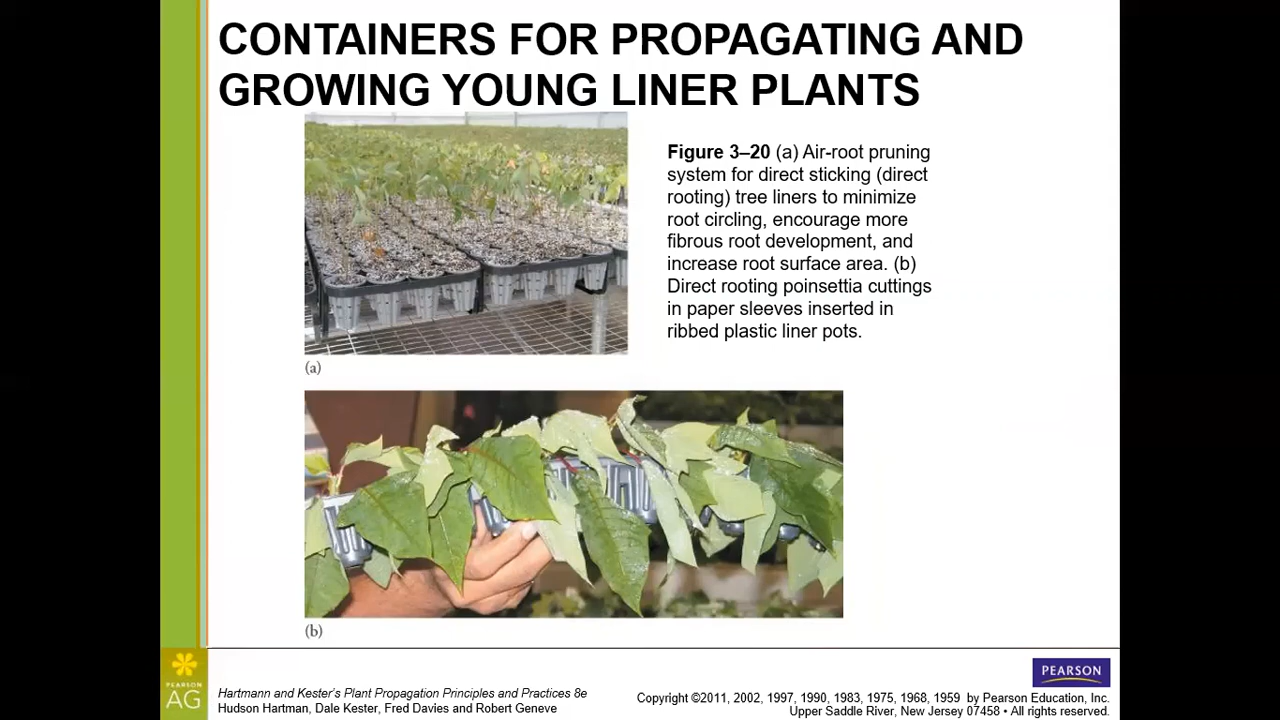 CONTAINERS FOR PROPAGATING AND
GROWING YOUNG LINER PLANTS
Figure 3–20 (a) Air-root pruning
system for direct sticking (direct
rooting) tree liners to minimize
root circling, encourage more
fibrous root development, and
increase root surface area. (b)
Direct rooting poinsettia cuttings
in paper sleeves inserted in
ribbed plastic liner pots.
(a)
(b)
PEARSON
AG
Hartmann and Kester's Plant Propagation Principles and Practices 8e
Hudson Hartman, Dale Kester, Fred Davies and Robert Geneve
PEARSON
Copyright ©2011, 2002, 1997, 1990, 1983, 1975, 1968, 1959 by Pearson Education, Inc.
Upper Saddle River, New Jersey 07458 • All rights reserved.